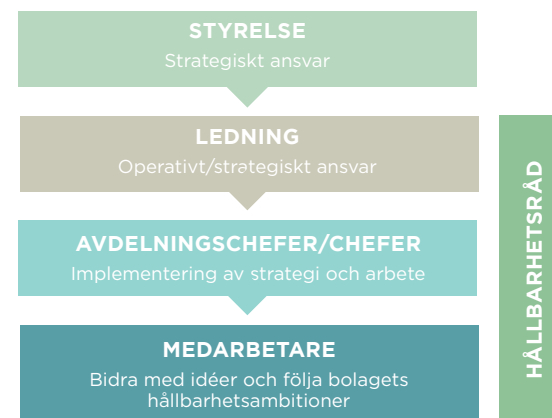 STYRELSE
Strategiskt ansvar
LEDNING
Operativt/strategiskt ansvar
AVDELNINGSCHEFER/CHEFER
Implementering av strategi och arbete
MEDARBETARE
Bidra med idéer och följa bolagets
hållbarhetsambitioner
HÅLLBARHETSRÅD